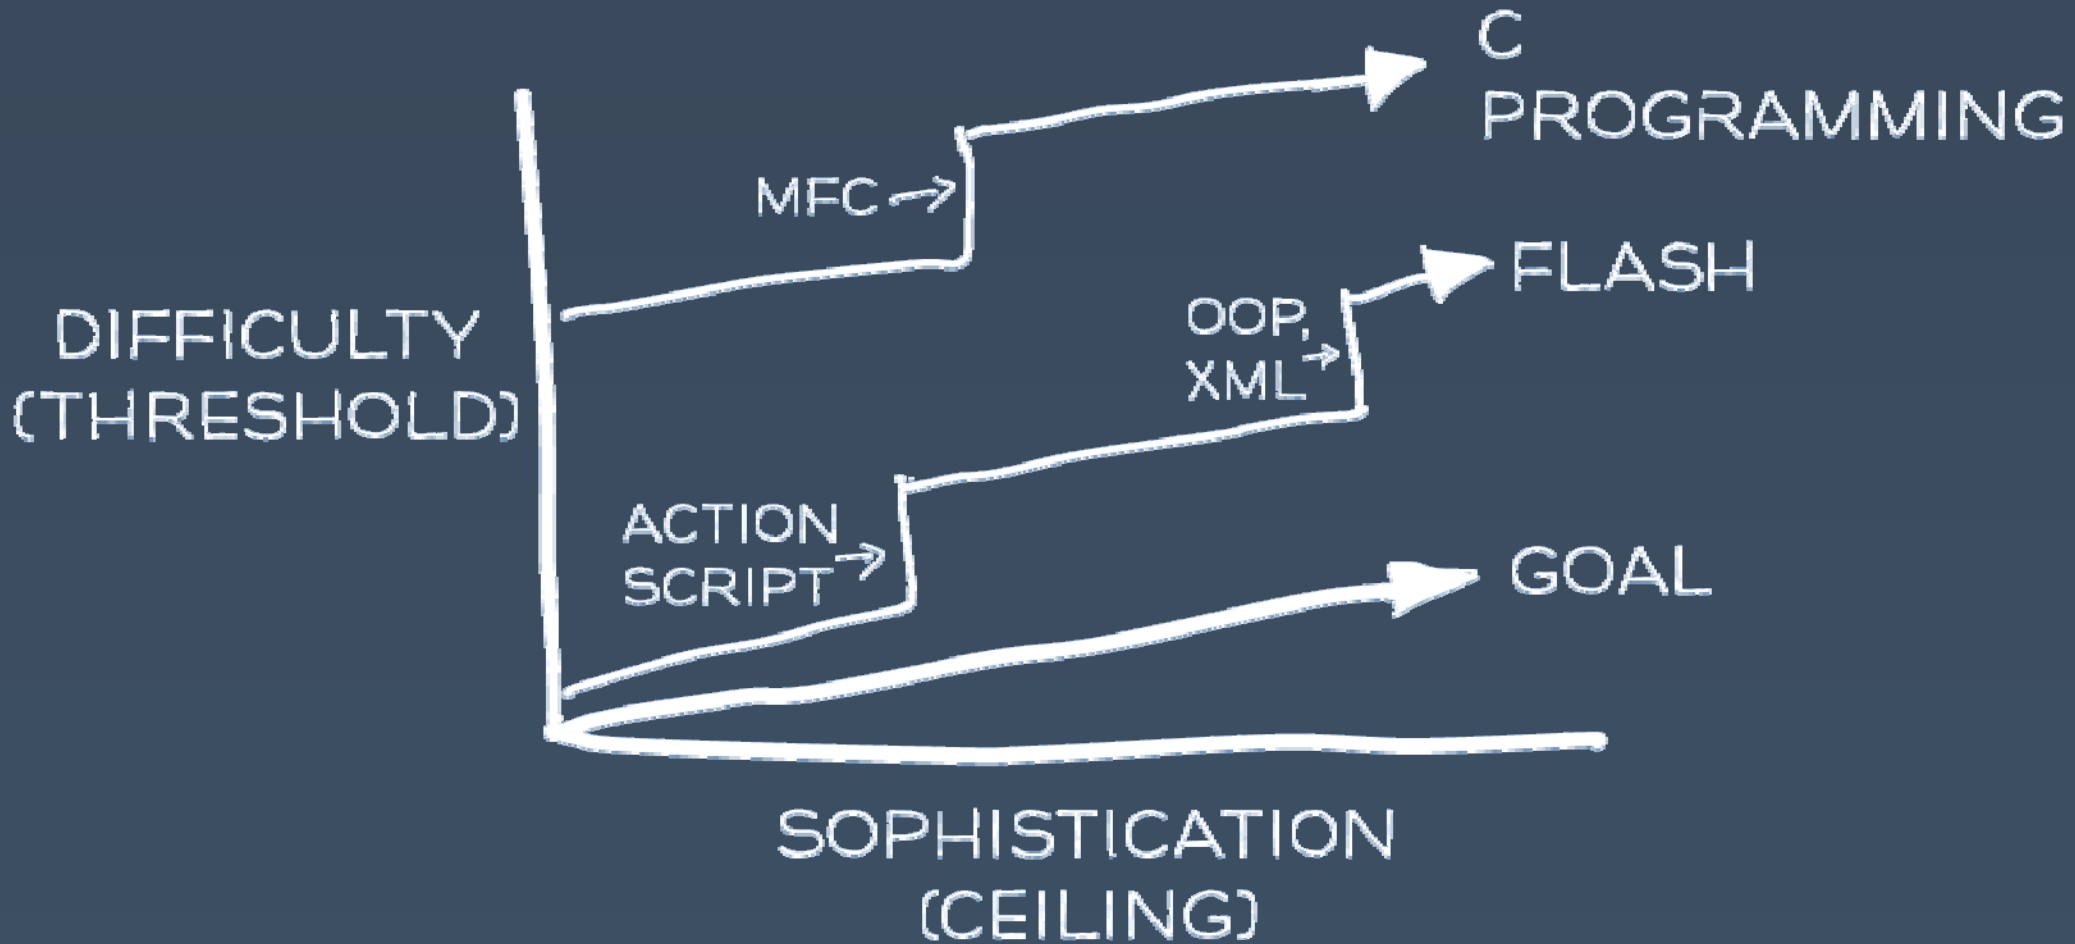 C
PROGRAMMING
MFC
FLASH
OOP,
XML
DIFFICULTY
(THRESHOLD)
ACTION
SCRIPT
GOAL
SOPHISTICATION
(CEILING)